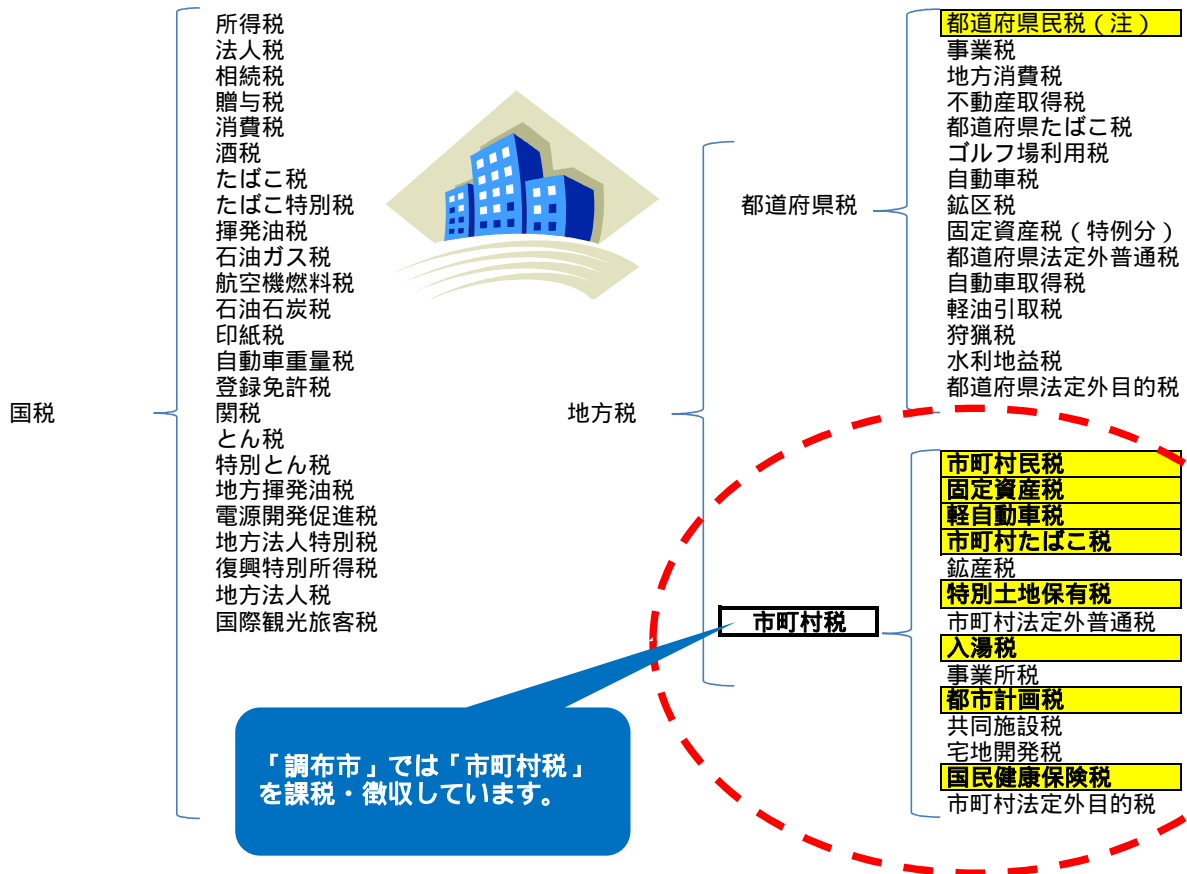 国税
所得税
法人税
相続税
贈与税
消費税
酒税
たばこ税
たばこ特別税
揮発油税
石油ガス税
航空機燃料税
石油石炭税
印紙税
自動車重量税
登録免許税
関税
とん税
特別とん税
地方揮発油税
電源開発促進税
地方法人特別税
復興特別所得税
地方法人税
国際観光旅客税
地方税
都道府県税
都道府県民税(注)
事業税
地方消費税
不動産取得税
都道府県たばこ税
ゴルフ場利用税
自動車税
鉱区税
固定資産税(特例分)
都道府県法定外普通税
自動車取得税
軽油引取税
狩猟税
水利地益税
都道府県法定外目的税
市町村税
市町村民税
固定資産税
軽自動車税
市町村たばこ税
鉱産税
特別土地保有税
市町村法定外普通税
入湯税
事業所税
都市計画税
共同施設税
宅地開発税
国民健康保険税
市町村法定外目的税
「調布市」では「市町村税」
を課税・徴収しています。